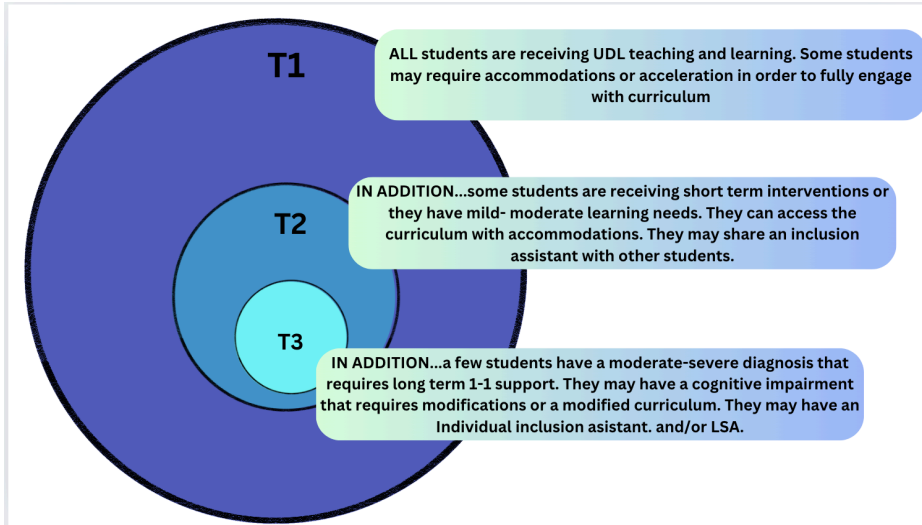 T1
ALL students are receiving UDL teaching and learning. Some students
may require accommodations or acceleration in order to fully engage
with curriculum
T2
IN ADDITION...some students are receiving short term interventions or
they have mild- moderate learning needs. They can access the
curriculum with accommodations. They may share an inclusion
assistant with other students.
T3
IN ADDITION...a few students have a moderate-severe diagnosis that
requires long term 1-1 support. They may have a cognitive impairment
that requires modifications or a modified curriculum. They may have an
Individual inclusion asistant. and/or LSA.